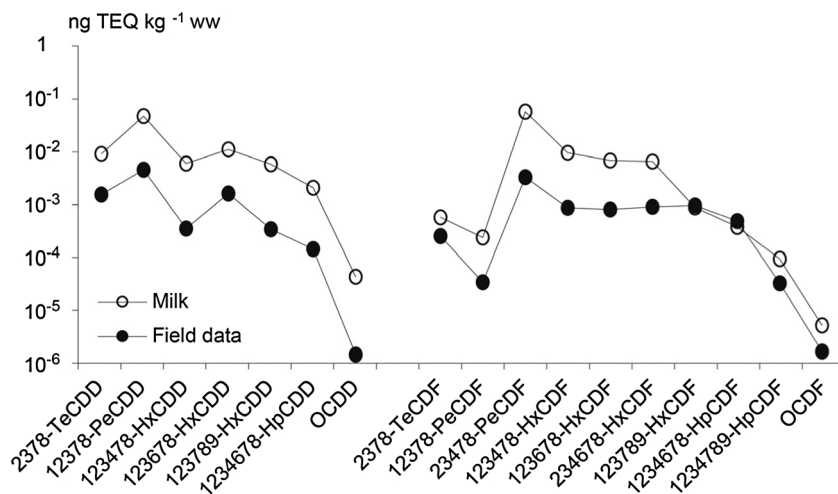 ng TEQ kg -1 ww
1
10-1
10-2
10-3
10-4
10-5
10-6
Milk
Field data
2378-TeCDD
12378-PeCDD
123478-HxCDD
123678-HxCDD
123789-HxCDD
1234678-HpCDD
OCDD
2378-TeCDF
12378-PeCDF
23478-PeCDF
123478-HxCDF
123678-HxCDF
234678-HxCDF
123789-HxCDF
1234678-HpCDF
1234789-HpCDF
OCDF